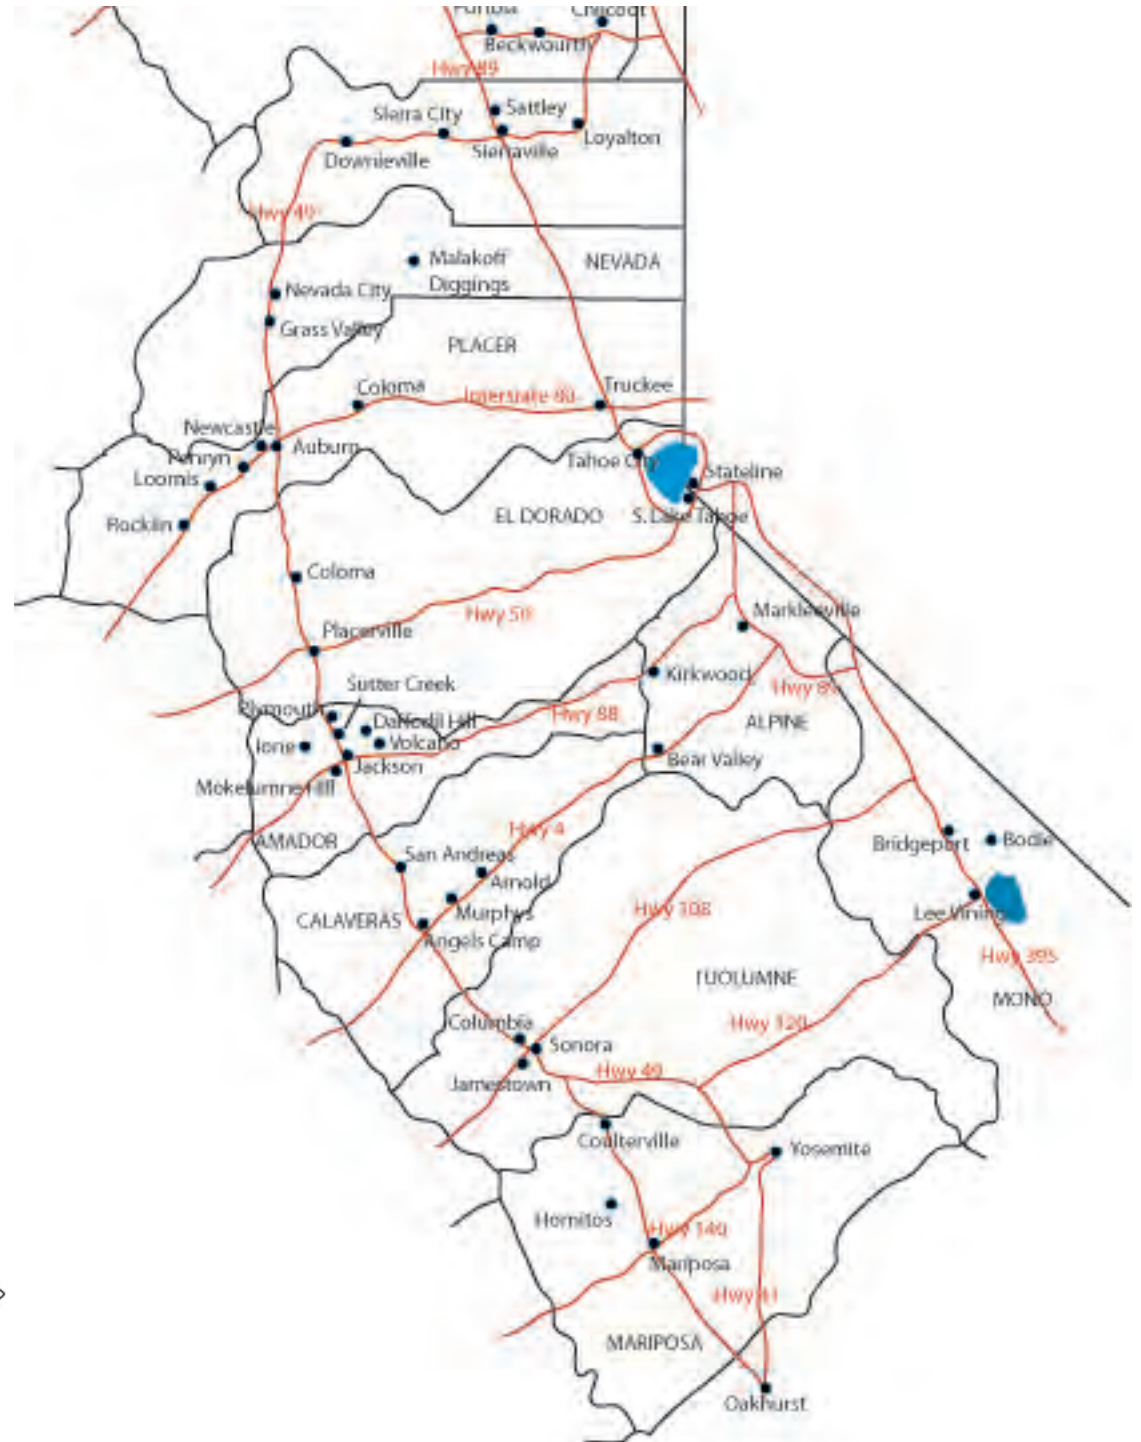 Chilcoot
Beckwourth
Hwy 89
Sattley
Sierra City
Loyalton
Sierraville
Downieville
Hwy 49
Malakoff
Diggings
NEVADA
Nevada City
Grass Valley
PLACER
Coloma
Interstate 80
Truckee
Newcastle
Auburn
Penryn
Tahoe City
Loomis
Stateline
Rocklin
EL DORADO
S. Lake Tahoe
Coloma
Markleeville
Hwy 50
Placerville
Kirkwood
Sutter Creek
Hwy 89
Plymouth
Hwy 88
Daffodil Hill
ALPINE
Ione
Volcano
Jackson
Bear Valley
Mokelumne Hill
Hwy 4
AMADOR
Bridgeport
Bodie
San Andreas
Arnold
Hwy 108
Murphys
Lee Vining
CALAVERAS
Angels Camp
Hwy 395
TUOLUMNE
MONO
Columbia
Hwy 120
Sonora
Hwy 49
Jamestown
Coulterville
Yosemite
Hornitos
Hwy 140
Mariposa
Hwy 41
MARIPOSA
Oakhurst